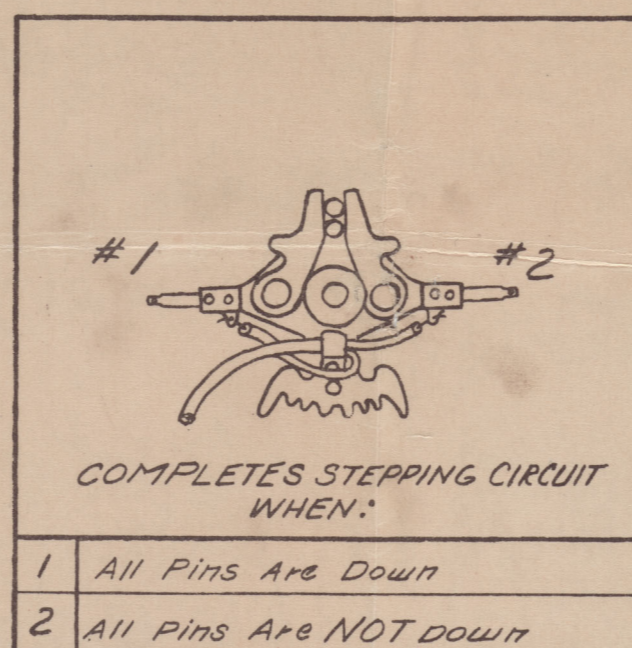 #1
#2
COMPLETES STEPPING CIRCUIT
WHEN:
1 All Pins Are Down
2 All Pins Are NOT DOWN